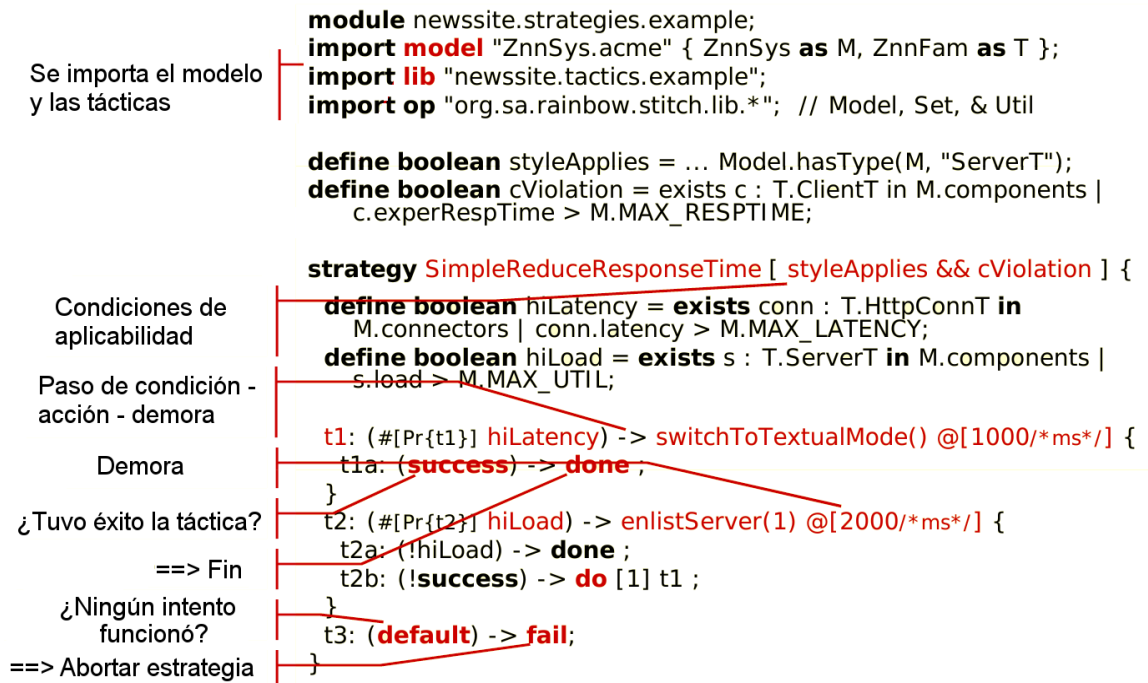 module newssite.strategies.example;
import model "ZnnSys.acme" { ZnnSys as M, ZnnFam as T };
import lib "newssite.tactics.example";
import op "org.sa.rainbow.stitch.lib.*";  // Model, Set, & Util
Se importa el modelo
y las tácticas
define boolean styleApplies = ... Model.hasType(M, "ServerT");
define boolean cViolation = exists c : T.ClientT in M.components |
c.experRespTime > M.MAX_RESPTIME;
strategy SimpleReduceResponseTime [ styleApplies && cViolation ] {
define boolean hiLatency = exists conn : T.HttpConnT in
M.connectors | conn.latency > M.MAX_LATENCY;
define boolean hiLoad = exists s : T.ServerT in M.components |
s.load > M.MAX_UTIL;
Condiciones de
aplicabilidad
Paso de condición -
acción - demora
t1: (#[Pr{t1}] hiLatency) -> switchToTextualMode() @[1000/*ms*/] {
t1a: (success) -> done ;
}
Demora
t2: (#[Pr{t2}] hiLoad) -> enlistServer(1) @[2000/*ms*/] {
¿Tuvo éxito la táctica?
t2a: (!hiLoad) -> done ;
t2b: (!success) -> do [1] t1 ;
}
==> Fin
¿Ningún intento
funcionó?
t3: (default) -> fail;
}
==> Abortar estrategia